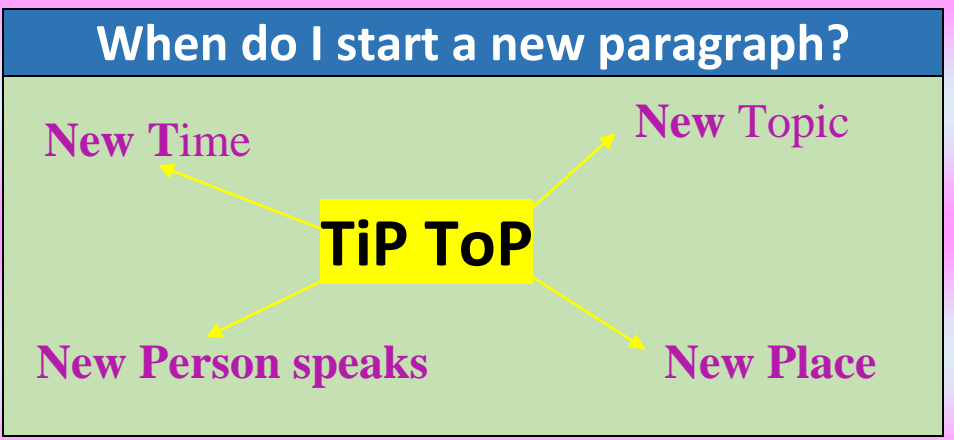 When do I start a new paragraph?
New Time
New Topic
TiP ToP
New Person speaks
New Place